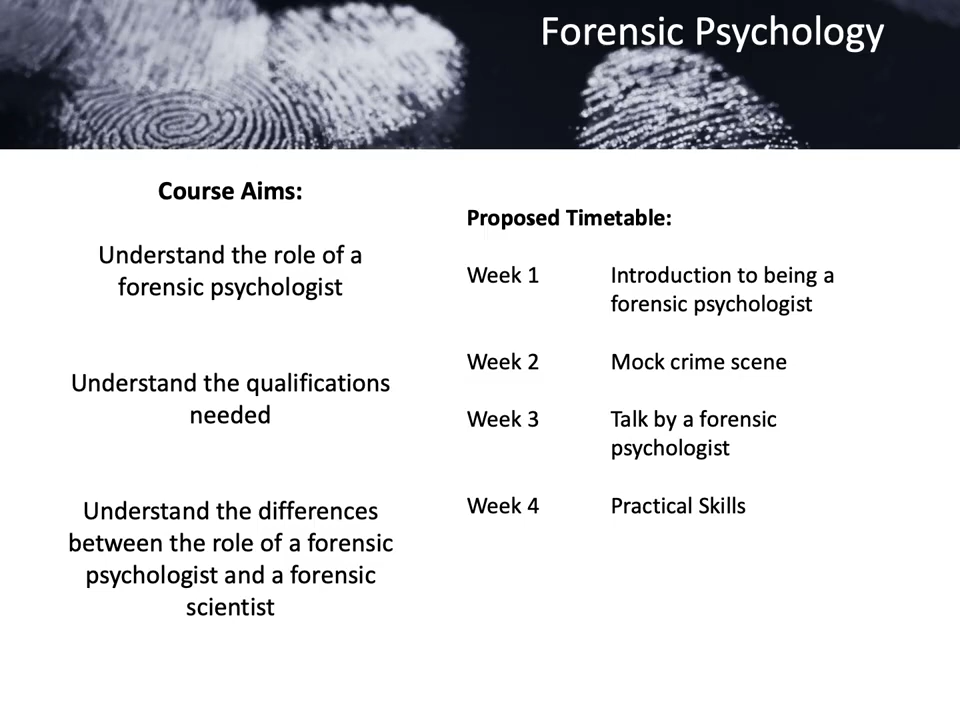 Forensic Psychology
Course Aims:
Understand the role of a
forensic psychologist
Understand the qualifications
needed
Understand the differences
between the role of a forensic
psychologist and a forensic
scientist
Proposed Timetable:
Week 1 Introduction to being a
forensic psychologist
Week 2 Mock crime scene
Week 3 Talk by a forensic
psychologist
Week 4 Practical Skills